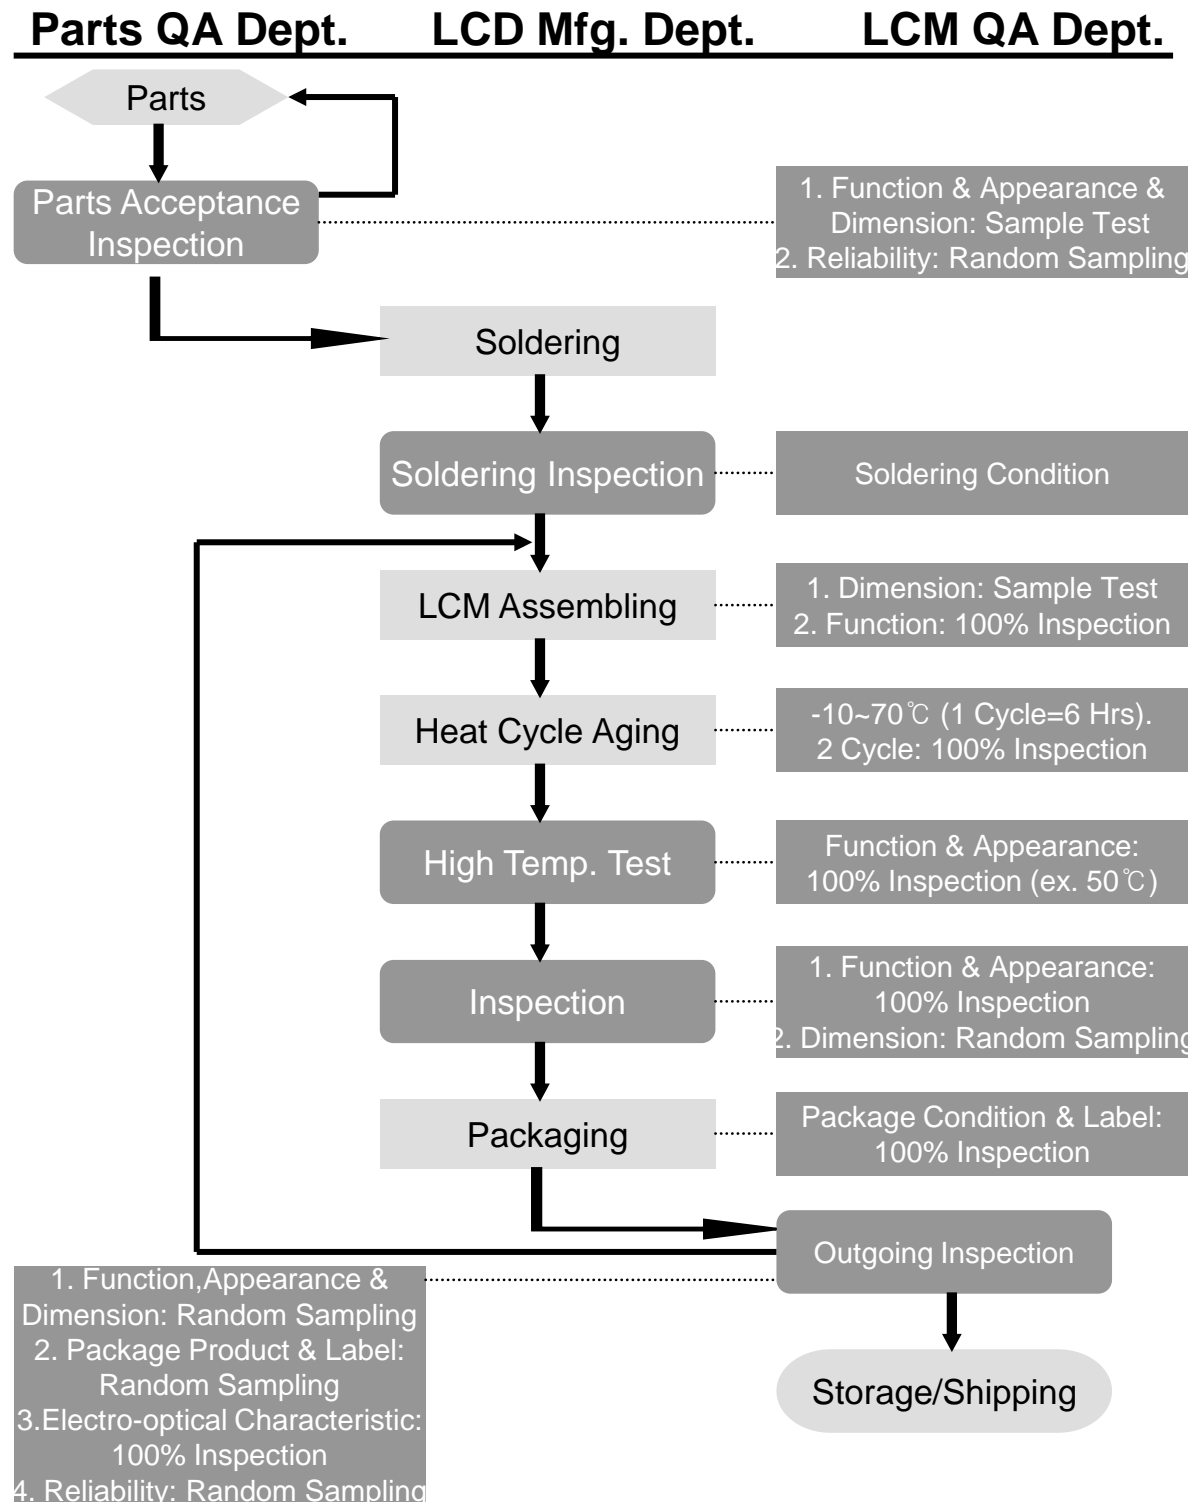 Parts QA Dept.
LCD Mfg. Dept.
LCM QA Dept.
Parts
Parts Acceptance
Inspection
1. Function & Appearance &
Dimension: Sample Test
2. Reliability: Random Sampling
Soldering
Soldering Inspection
Soldering Condition
LCM Assembling
1. Dimension: Sample Test
2. Function: 100% Inspection
Heat Cycle Aging
-10~70℃ (1 Cycle=6 Hrs).
2 Cycle: 100% Inspection
High Temp. Test
Function & Appearance:
100% Inspection (ex. 50℃)
Inspection
1. Function & Appearance:
100% Inspection
2. Dimension: Random Sampling
Packaging
Package Condition & Label:
100% Inspection
Outgoing Inspection
1. Function,Appearance &
Dimension: Random Sampling
2. Package Product & Label:
Random Sampling
3.Electro-optical Characteristic:
100% Inspection
4. Reliability: Random Sampling
Storage/Shipping